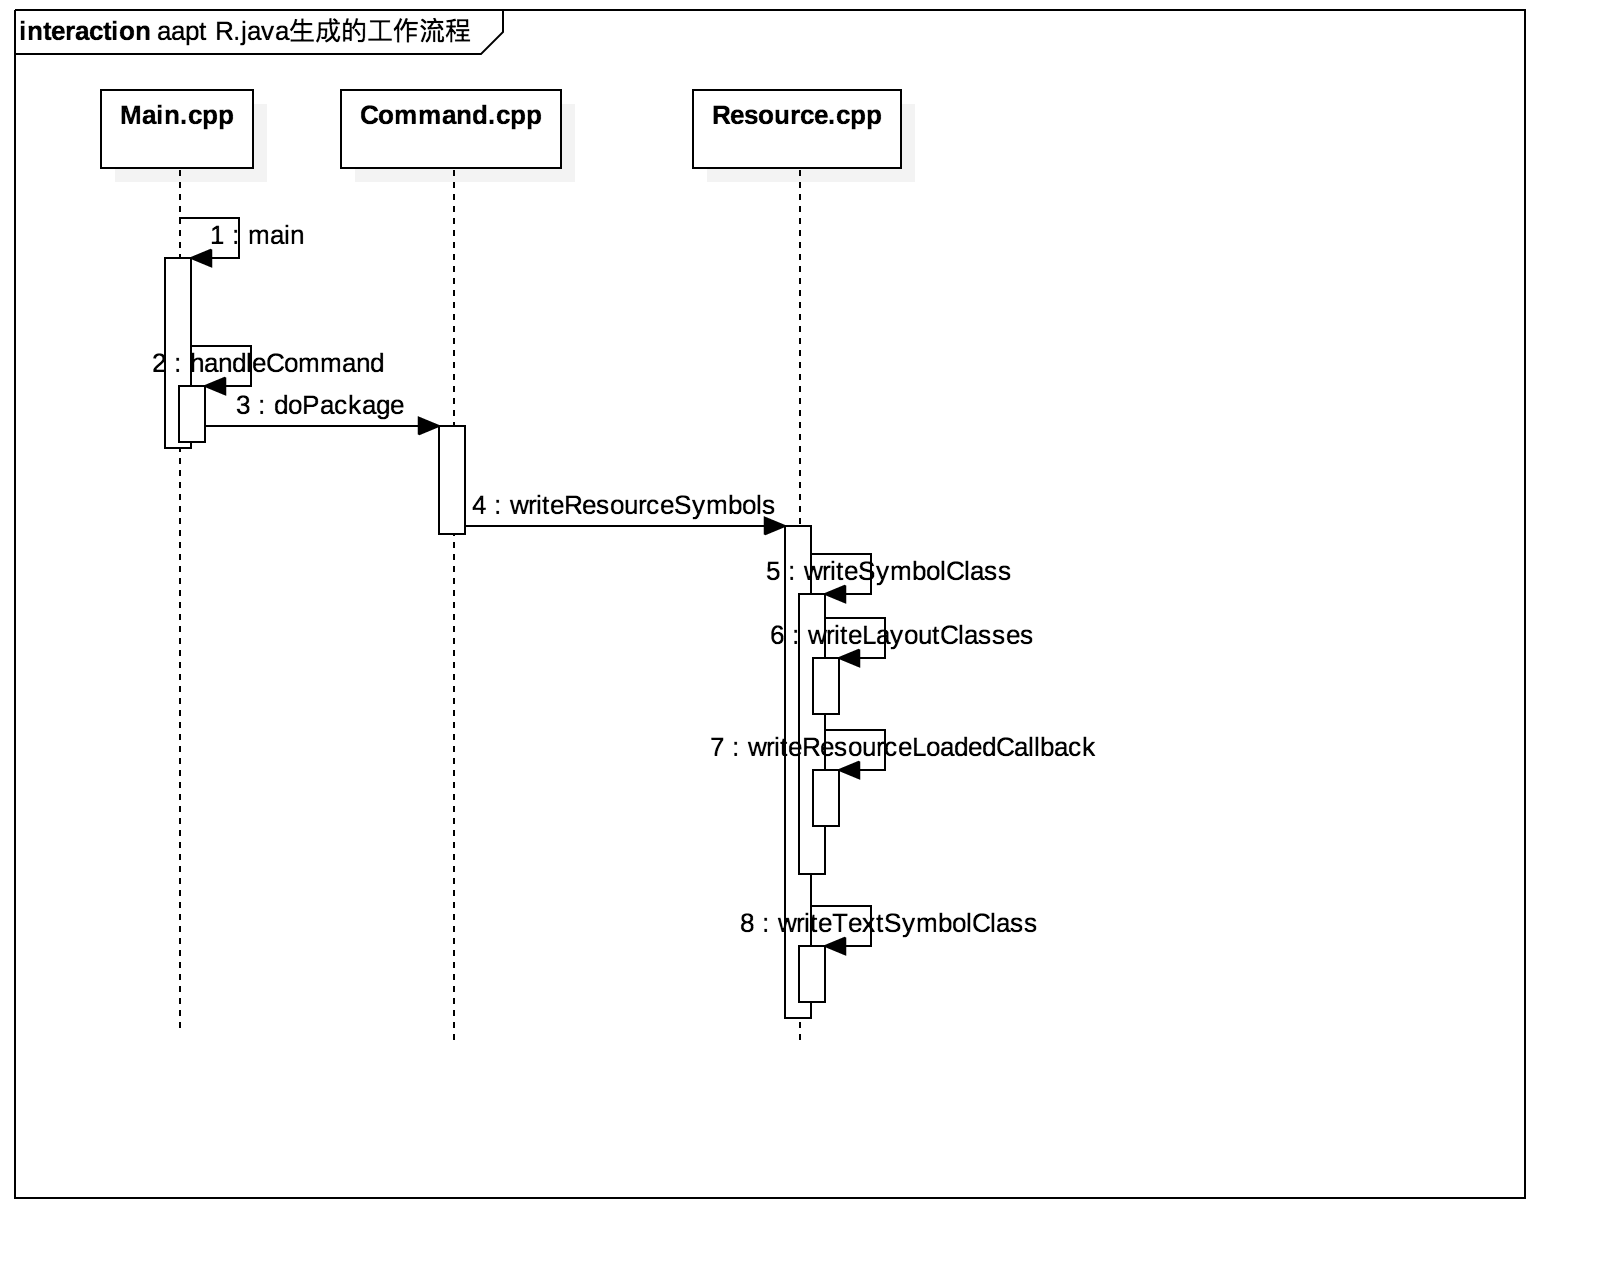 interaction aapt R.java生成的工作流程
Main.cpp
Command.cpp
Resource.cpp
1 : main
2 : handleCommand
3 : doPackage
4 : writeResourceSymbols
5 : writeSymbolClass
6 : writeLayoutClasses
7 : writeResourceLoadedCallback
8 : writeTextSymbolClass